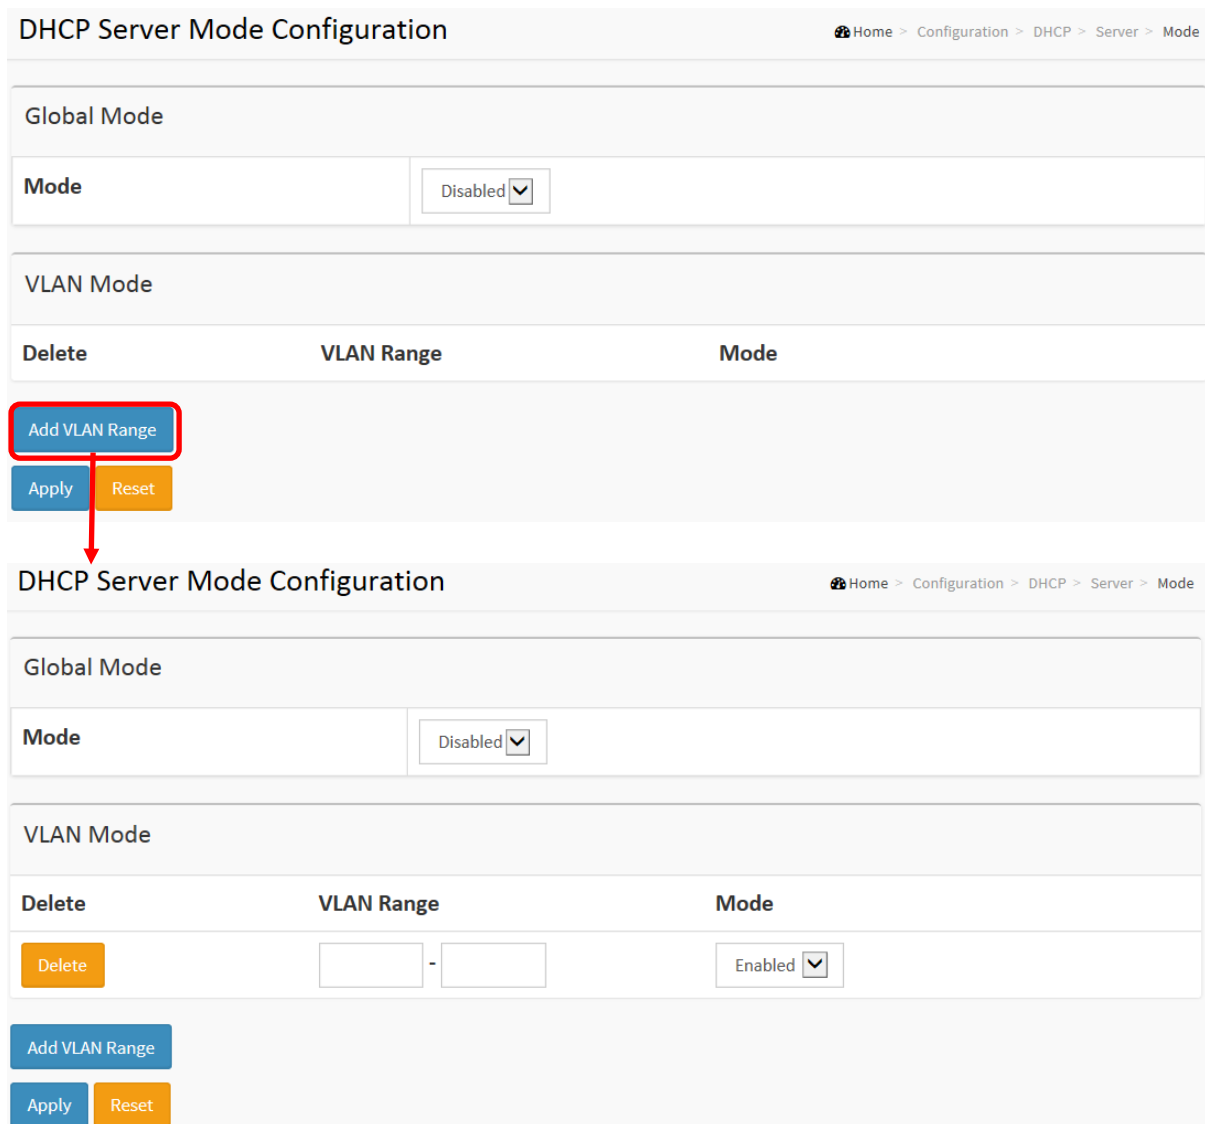 DHCP Server Mode Configuration
Home > Configuration > DHCP > Server > Mode
Global Mode
Mode Disabled
VLAN Mode
Delete VLAN Range Mode
Add VLAN Range
Apply Reset
DHCP Server Mode Configuration
Home > Configuration > DHCP > Server > Mode
Global Mode
Mode Disabled
VLAN Mode
Delete VLAN Range Mode
Delete - Enabled
Add VLAN Range
Apply Reset